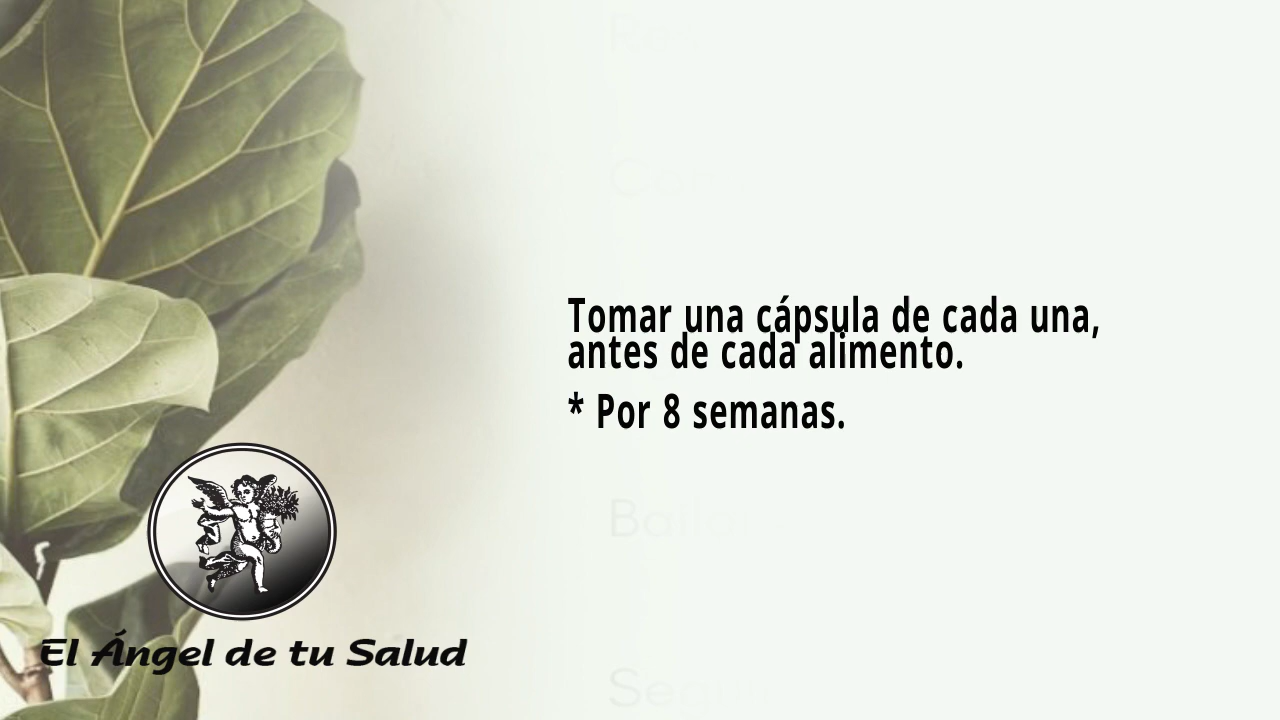 Tomar una cápsula de cada una,
antes de cada alimento.
* Por 8 semanas.
El Ángel de tu Salud